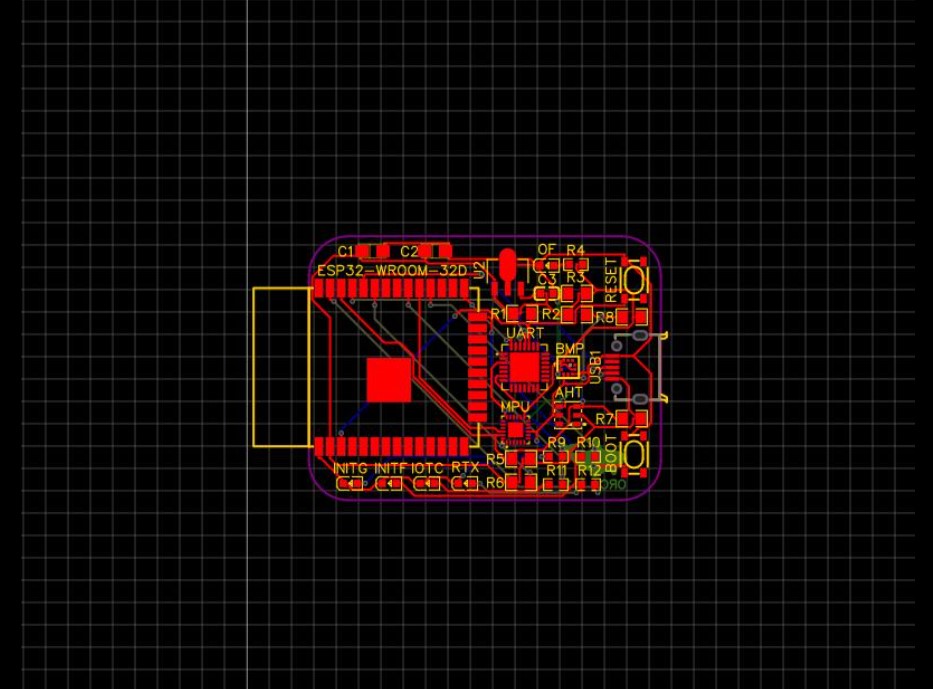 C1 C2 OF R4
ESP32-WROOM-32D U2 R3 RESET
C3
R1 R2 R8
UART
BMP
USB1
AHT
MPU
R7
R9 R10 BOOT
R5
INITG INITF IOTC RTX R11 R12
R6